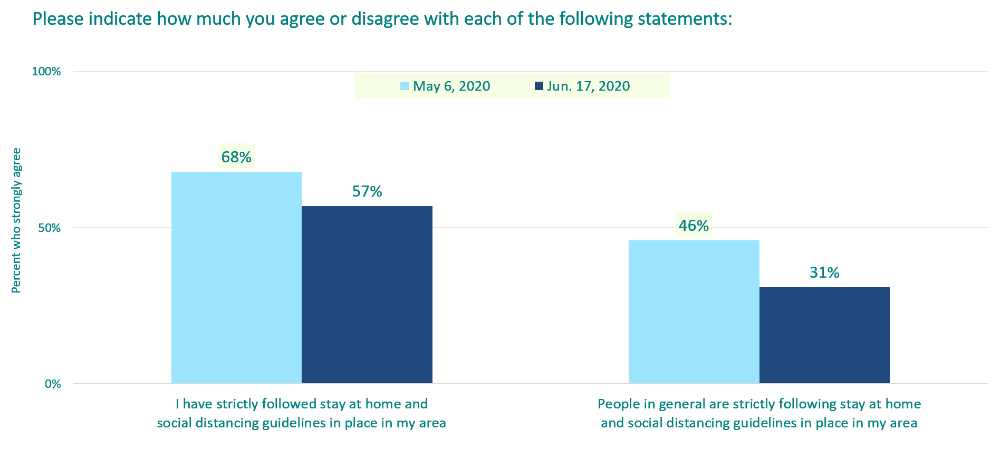 Please indicate how much you agree or disagree with each of the following statements:
100%
May 6, 2020
Jun. 17, 2020
Percent who strongly agree
68%
57%
50%
46%
31%
0%
I have strictly followed stay at home and
social distancing guidelines in place in my area
People in general are strictly following stay at home
and social distancing guidelines in place in my area